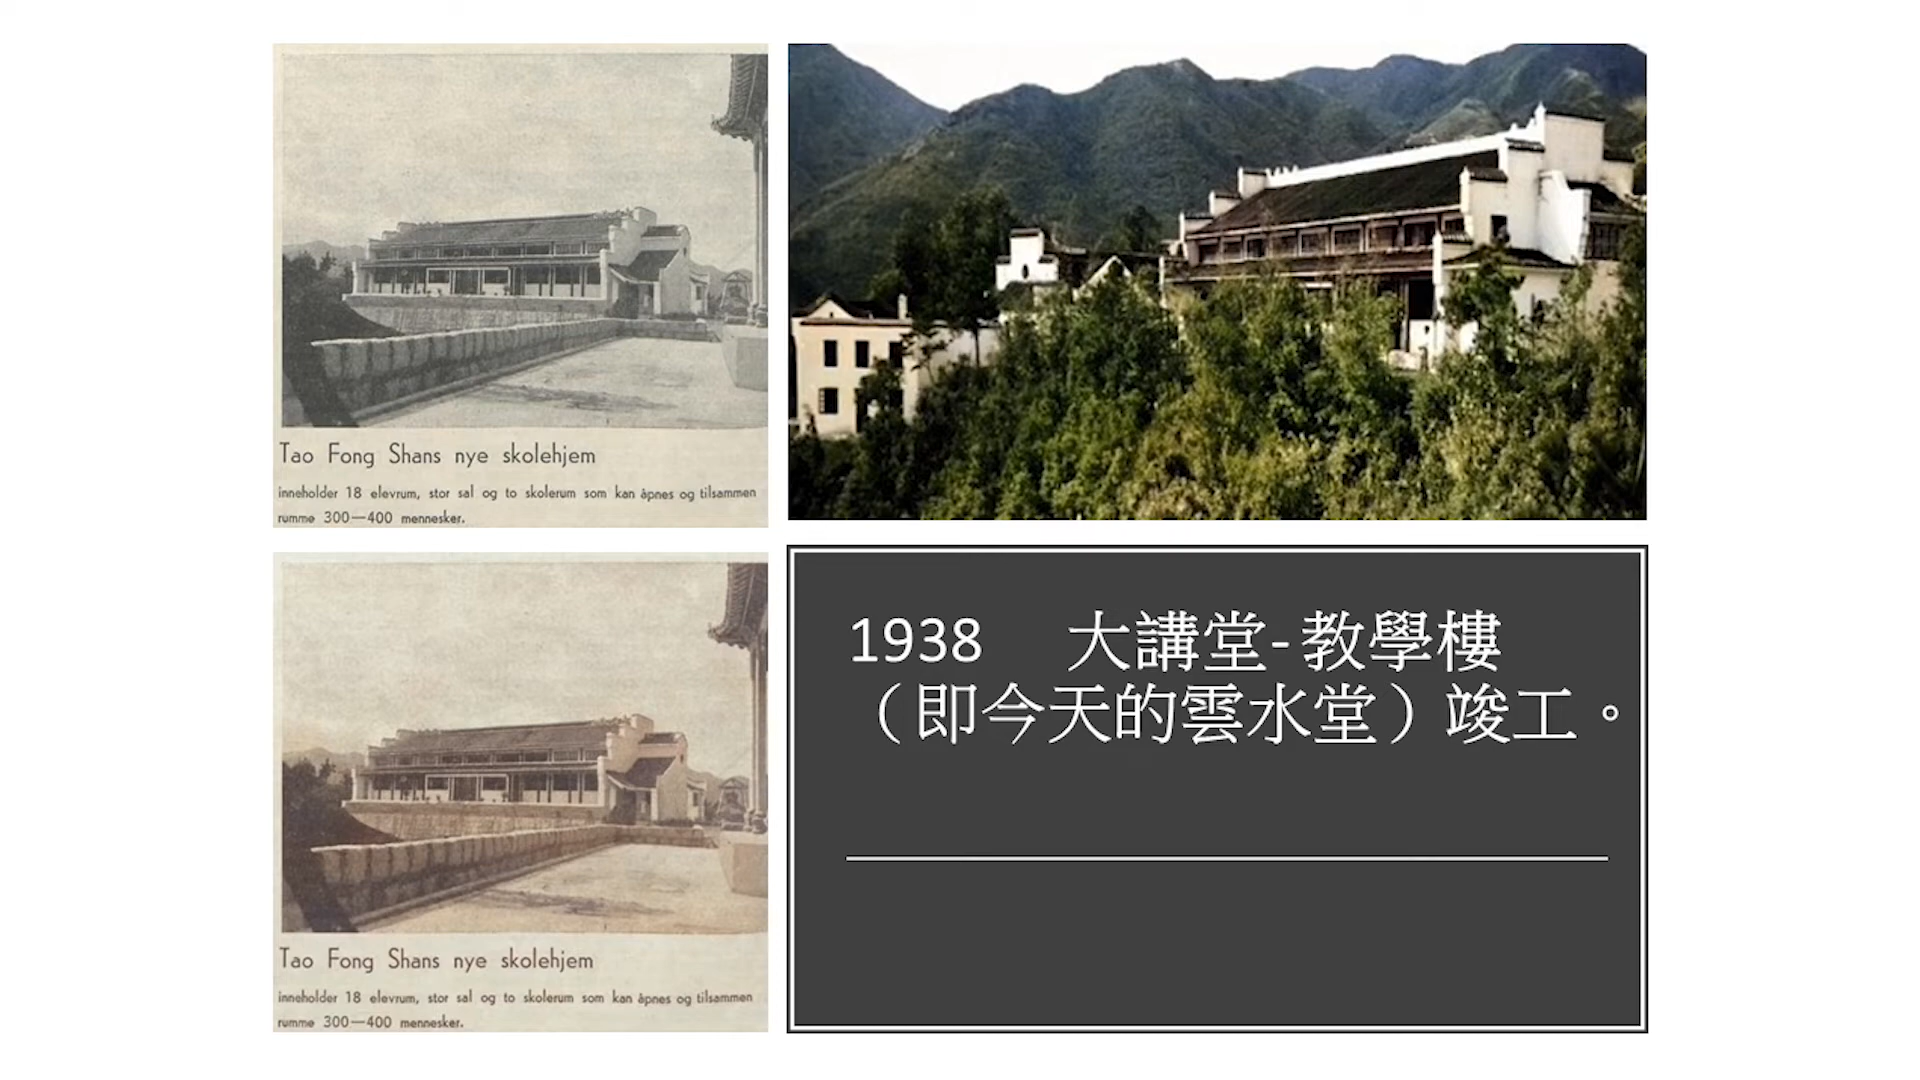 Tao Fong Shans nye skolehjem
inneholder 18 elevrum, stor sal og to skolerum som kan åpnes og tilsammen
rumme 300—400 mennesker.
1938 大講堂-教學樓
（即今天的雲水堂）竣工。
Tao Fong Shans nye skolehjem
inneholder 18 elevrum, stor sal og to skolerum som kan åpnes og tilsammen
rumme 300—400 mennesker.